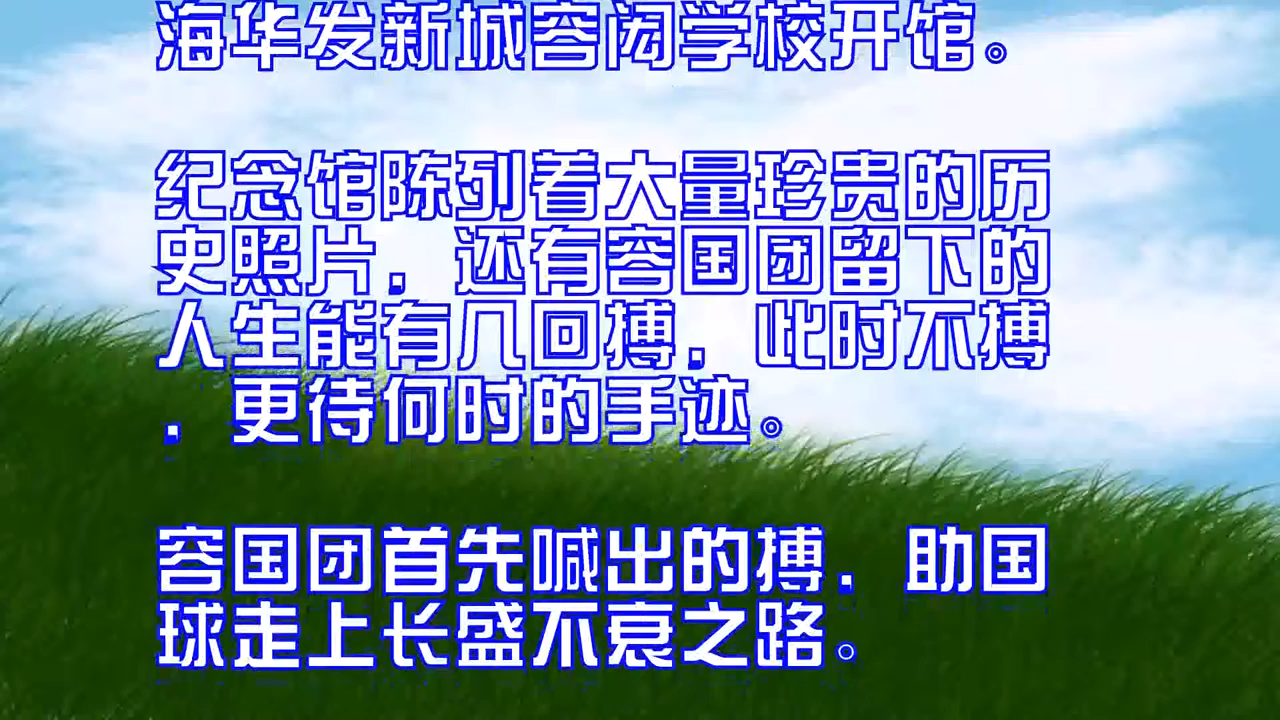 海华发新城容闳学校开馆。
纪念馆陈列着大量珍贵的历
史照片，还有容国团留下的
人生能有几回搏，此时不搏
，更待何时的手迹。
容国团首先喊出的搏，助国
球走上长盛不衰之路。